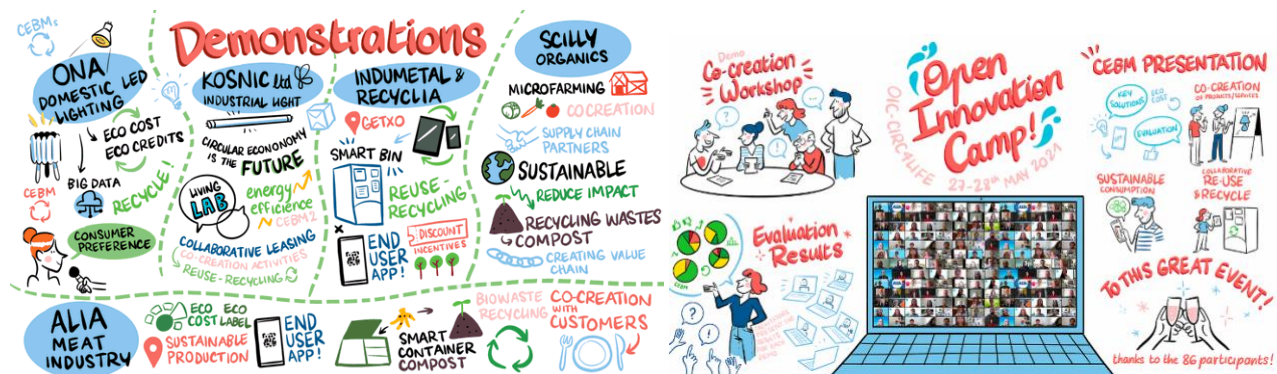 Demonstrations
CEBMs
ONA
DOMESTIC LED
LIGHTING
ECO COST
ECO CREDITS
CEBM
BIG DATA
RECYCLE
CONSUMER
PREFERENCE
KOSNIC ltd
INDUSTRIAL LIGHT
CIRCULAR ECONONOMY
IS THE FUTURE
LIVING
LAB
energy
efficience
CEBM2
COLLABORATIVE LEASING
CO-CREATION ACTIVITIES
REUSE-RECYCLING
INDUMETAL &
RECYCLIA
GETXO
SMART BIN
REUSE-
RECYCLING
END
USER
APP!
DISCOUNT
INCENTIVES
SCILLY
ORGANICS
MICROFARMING
COCREATION
SUPPLY CHAIN
PARTNERS
SUSTAINABLE
REDUCE IMPACT
RECYCLING WASTES
COMPOST
CREATING VALUE
CHAIN
ALIA
MEAT
INDUSTRY
ECO COST
ECO LABEL
SUSTAINABLE
PRODUCTION
END
USER
APP!
SMART
CONTAINER
COMPOST
BIOWASTE
RECYCLING
CO-CREATION
WITH
CUSTOMERS
Demo
Co-creation
Workshop
Open
Innovation
Camp!
OIC-CIRC4LIFE
27-28th MAY 2021
Evaluation
Results
CEBM PRESENTATION
KEY
SOLUTIONS
ECO
COST
EVALUATION
CO-CREATION
OF PRODUCTS/SERVICES
SUSTAINABLE
CONSUMPTION
COLLABORATIVE
RE-USE
& RECYCLE
TO THIS GREAT EVENT!
thanks to the 86 participants!